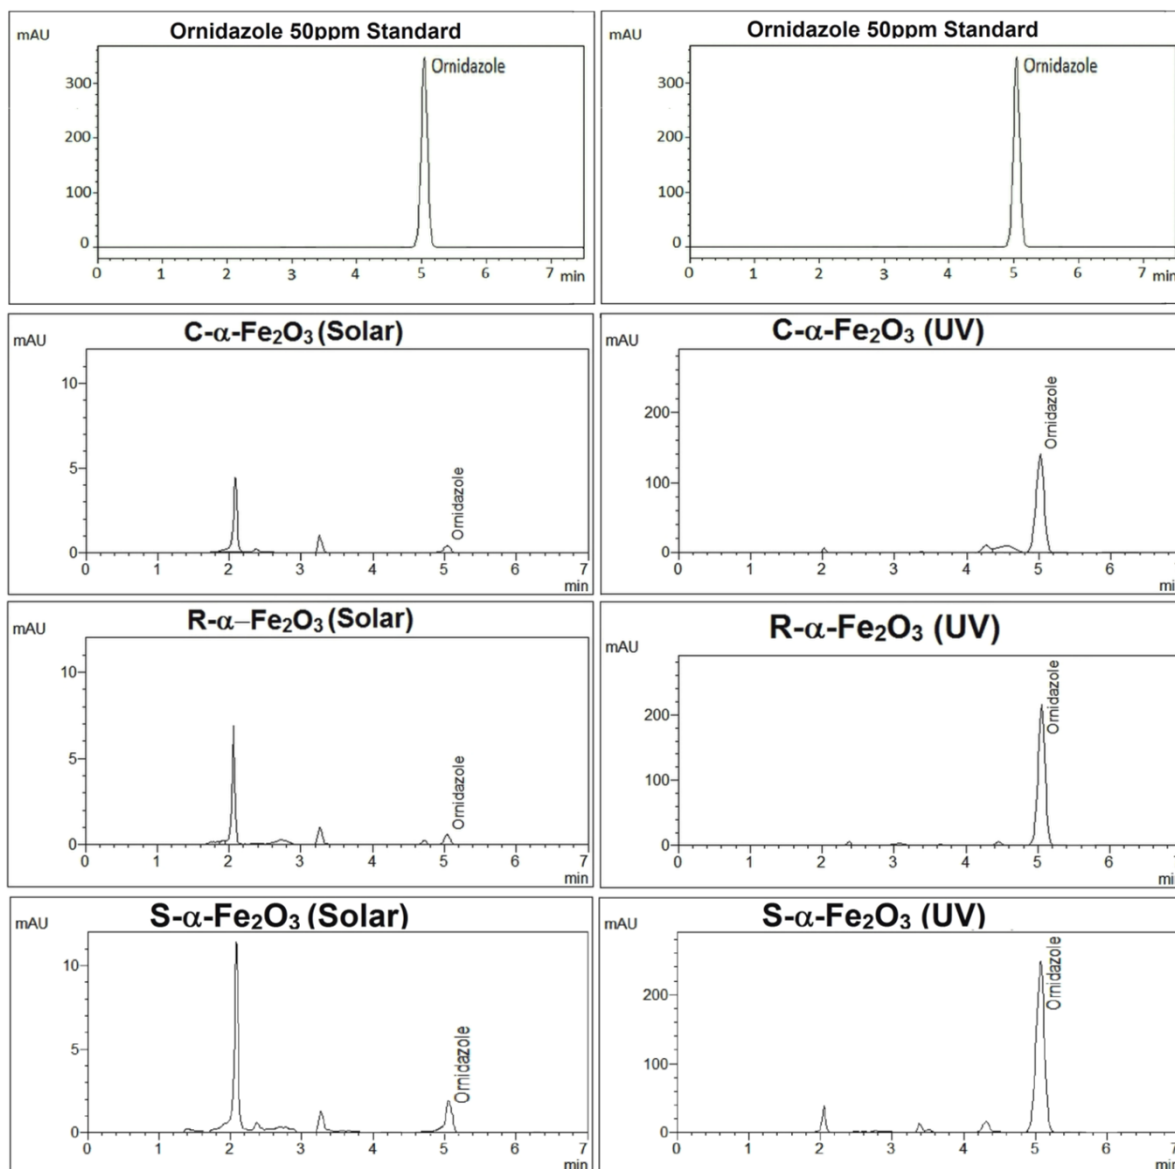 Ornidazole 50ppm Standard
mAU
Ornidazole
300
200
100
0
0 1 2 3 4 5 6 7 min
Ornidazole 50ppm Standard
mAU
Ornidazole
300
200
100
0
0 1 2 3 4 5 6 7 min
C-α-Fe₂O₃ (Solar)
mAU
10
5
0
Ornidazole
0 1 2 3 4 5 6 7
min
C-α-Fe₂O₃ (UV)
mAU
200
100
0
Ornidazole
0 1 2 3 4 5 6 7
min
R-α–Fe₂O₃ (Solar)
mAU
10
5
0
Ornidazole
0 1 2 3 4 5 6 7
min
R-α-Fe₂O₃ (UV)
mAU
200
100
0
Ornidazole
0 1 2 3 4 5 6 7
min
S-α-Fe₂O₃ (Solar)
mAU
10
5
0
Ornidazole
0 1 2 3 4 5 6 7
min
S-α-Fe₂O₃ (UV)
mAU
200
100
0
Ornidazole
0 1 2 3 4 5 6 7
min